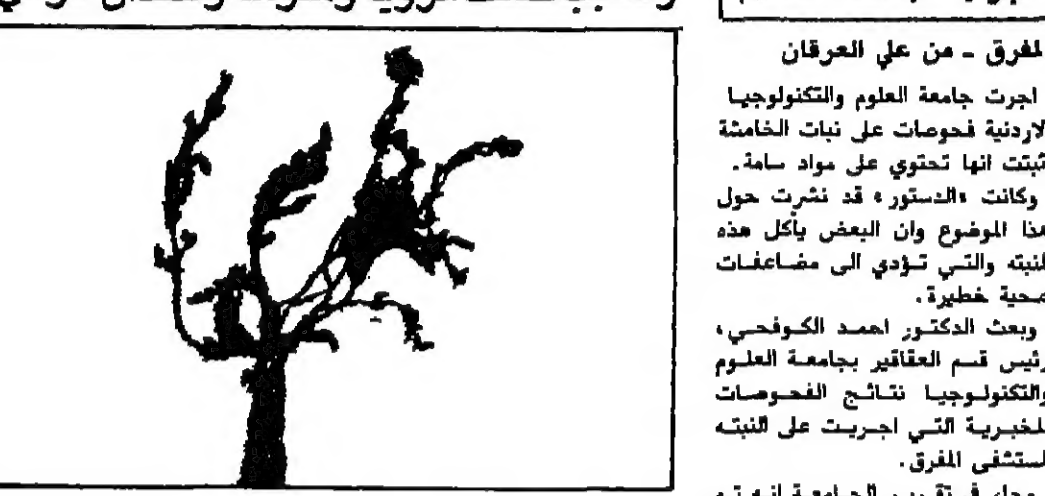 المفرق - من علي العرقان
اجرت جامعة العلوم والتكنولوجيا
الاردنية فحوصات على نبات الخامشة
اثبتت انها تحتوي على مواد سامة.
وكانت «الدستور» قد نشرت حول
هذا الموضوع وان البعض يأكل هذه
النبته والتي تؤدي الى مضاعفات
صحية خطيرة.
وبعث الدكتور احمد الكوفحي،
رئيس قسم العقاقير بجامعة العلوم
والتكنولوجيا نتائج الفحوصات
المخبرية التي اجريت على النبته
لمستشفى المفرق.